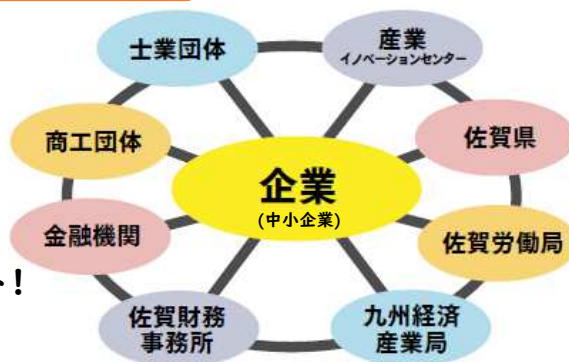 士業団体
産業
イノベーションセンター
商工団体
佐賀県
企業
(中小企業)
金融機関
佐賀労働局
!
佐賀財務
事務所
九州経済
産業局